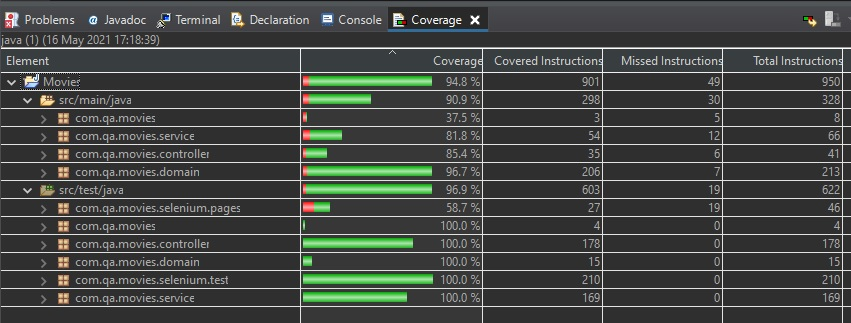 Problems Javadoc Terminal Declaration Console Coverage
java (1) (16 May 2021 17:18:39)
Element Coverage Covered Instructions Missed Instructions Total Instructions
Movies 94.8 % 901 49 950
src/main/java 90.9 % 298 30 328
com.qa.movies 37.5 % 3 5 8
com.qa.movies.service 81.8 % 54 12 66
com.qa.movies.controller 85.4 % 35 6 41
com.qa.movies.domain 96.7 % 206 7 213
src/test/java 96.9 % 603 19 622
com.qa.movies.selenium.pages 58.7 % 27 19 46
com.qa.movies 100.0 % 4 0 4
com.qa.movies.controller 100.0 % 178 0 178
com.qa.movies.domain 100.0 % 15 0 15
com.qa.movies.selenium.test 100.0 % 210 0 210
com.qa.movies.service 100.0 % 169 0 169